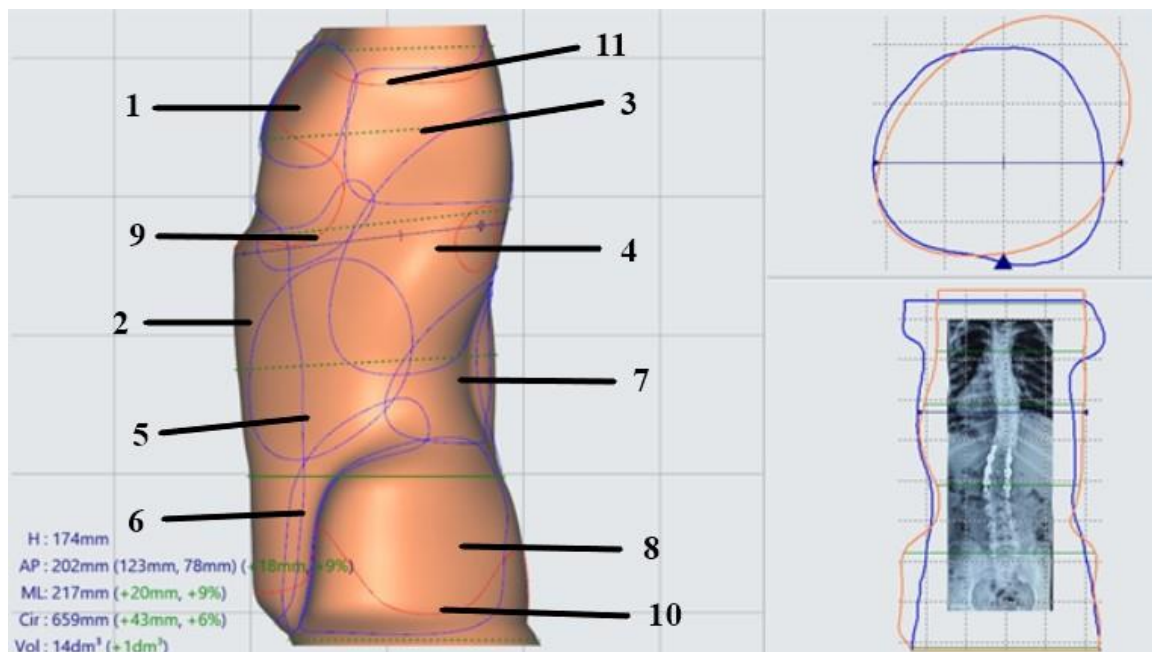 11
1
3
9
4
2
7
5
6
8
10
H : 174mm
AP : 202mm (123mm, 78mm) (+18mm, +9%)
ML: 217mm (+20mm, +9%)
Cir : 659mm (+43mm, +6%)
Vol : 14dm³ (+1dm³)